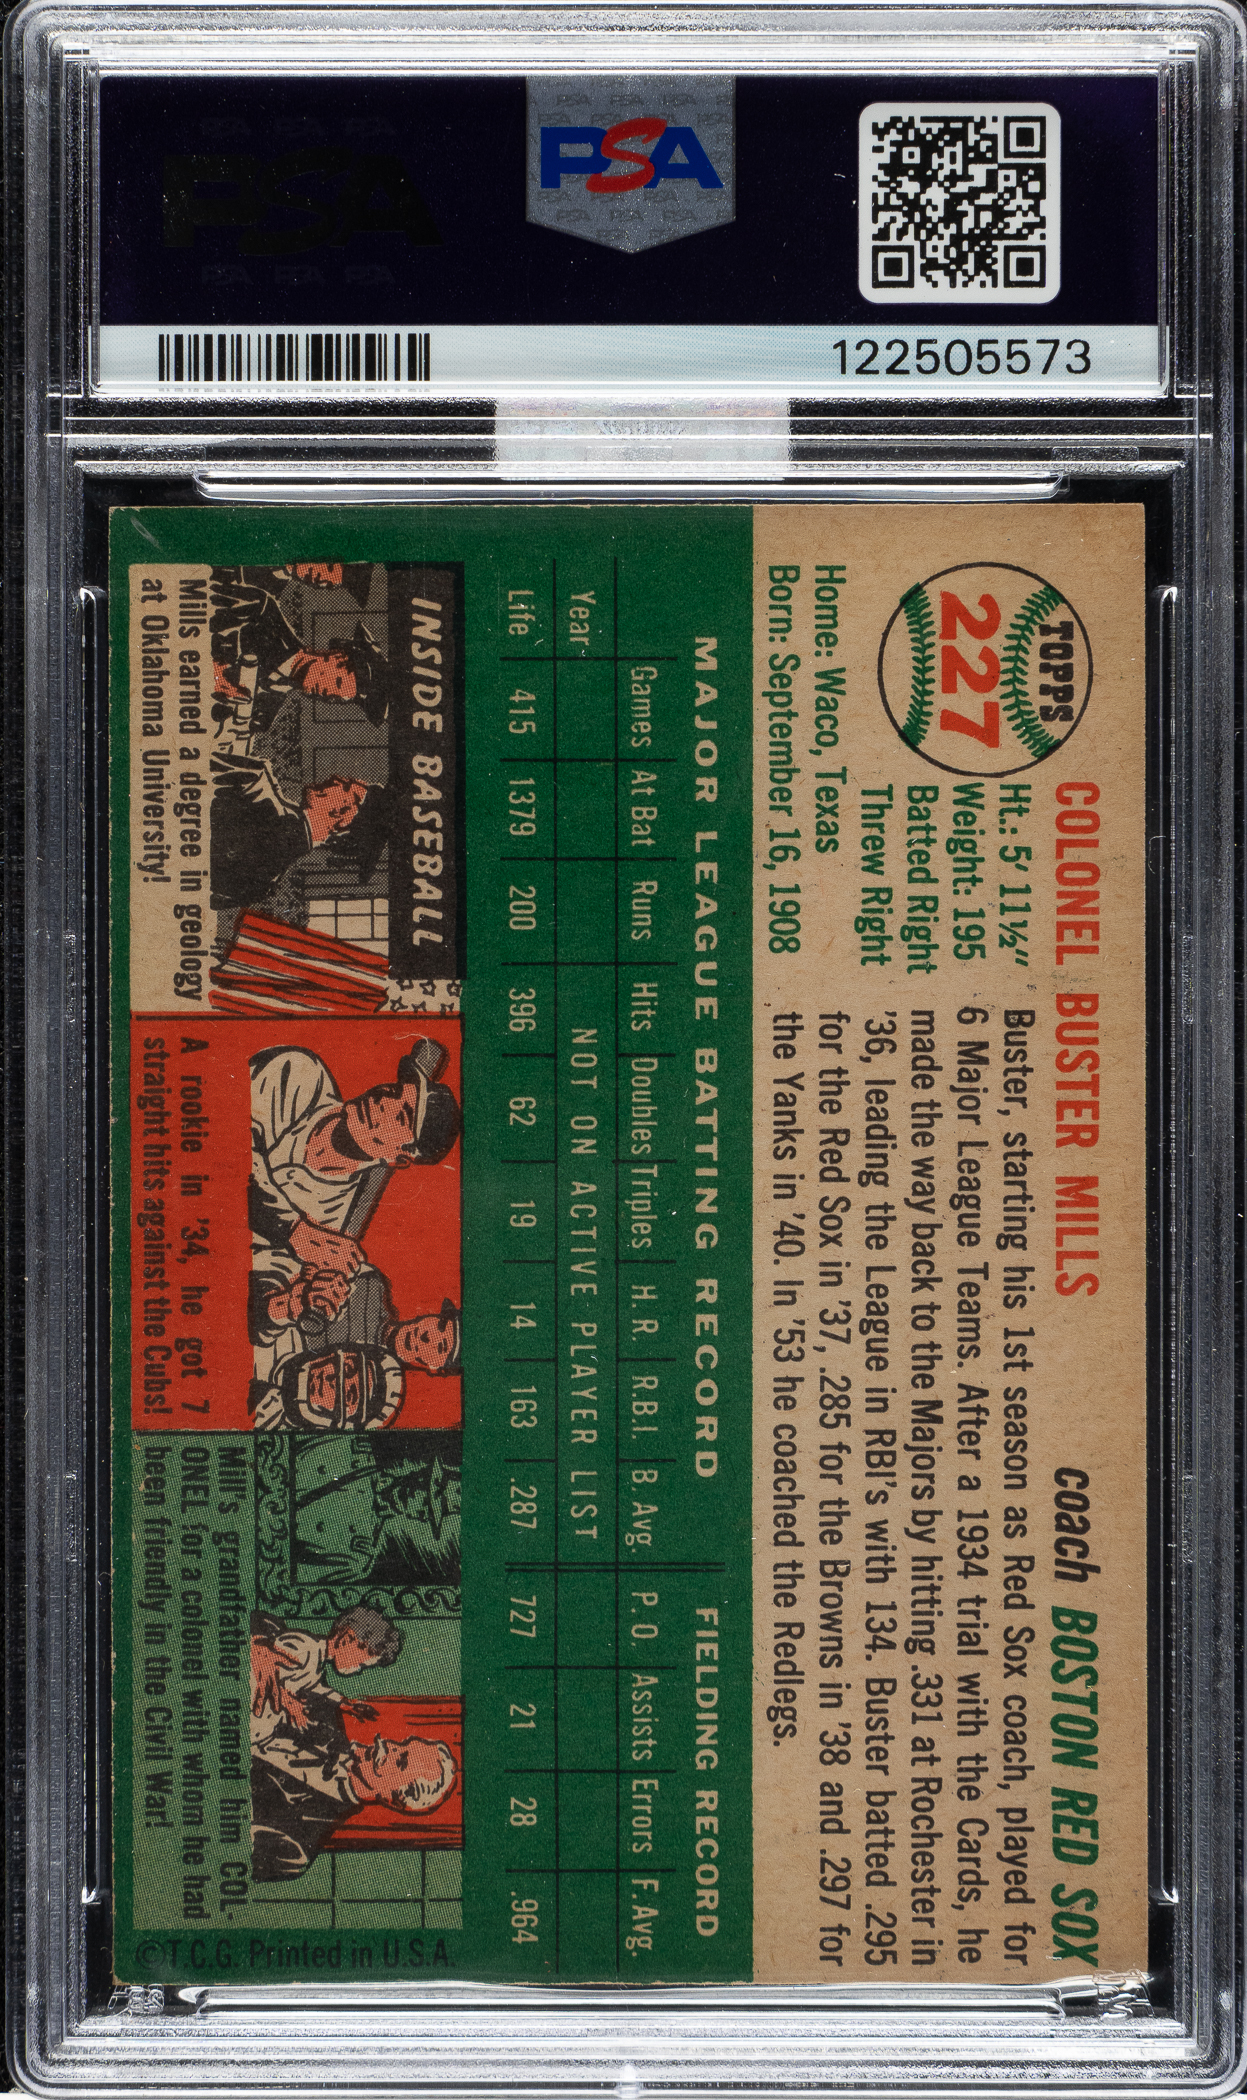 PSA
122505573
TOPPS
227
COLONEL BUSTER MILLS
coach BOSTON RED SOX
Ht.: 5' 11½"
Weight: 195
Batted Right
Threw Right
Home: Waco, Texas
Born: September 16, 1908
Buster, starting his 1st season as Red Sox coach, played for
6 Major League Teams. After a 1934 trial with the Cards, he
made the way back to the Majors by hitting .331 at Rochester in
'36, leading the League in RBI's with 134. Buster batted .295
for the Red Sox in '37, .285 for the Browns in '38 and .297 for
the Yanks in '40. In '53 he coached the Redlegs.
MAJOR LEAGUE BATTING RECORD FIELDING RECORD
Games At Bat Runs Hits Doubles Triples H.R. R.B.I. B. Avg. P.O. Assists Errors F. Avg.
Year NOT ON ACTIVE PLAYER LIST
Life 415 1379 200 396 62 19 14 163 .287 727 21 28 .964
INSIDE BASEBALL
Mills earned a degree in geology
at Oklahoma University!
A rookie in '34, he got 7
straight hits against the Cubs!
Mill's grantfather named him COL-
ONEL for a colonel with whom he had
been friendly in the Civil War!
©T.C.G. Printed in U.S.A.